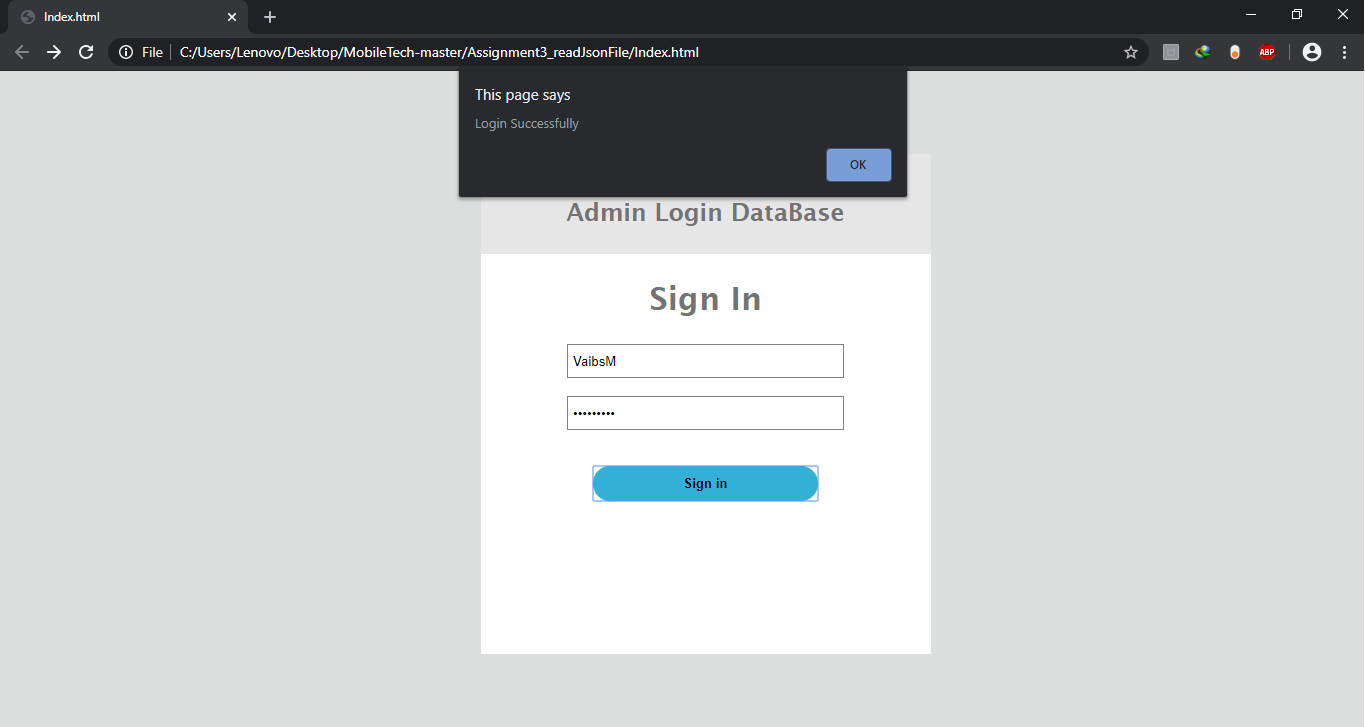 Index.html
File C:/Users/Lenovo/Desktop/MobileTech-master/Assignment3_readJsonFile/Index.html
ABP
This page says
Login Successfully
OK
Admin Login DataBase
Sign In
VaibsM
•••••••••
Sign in